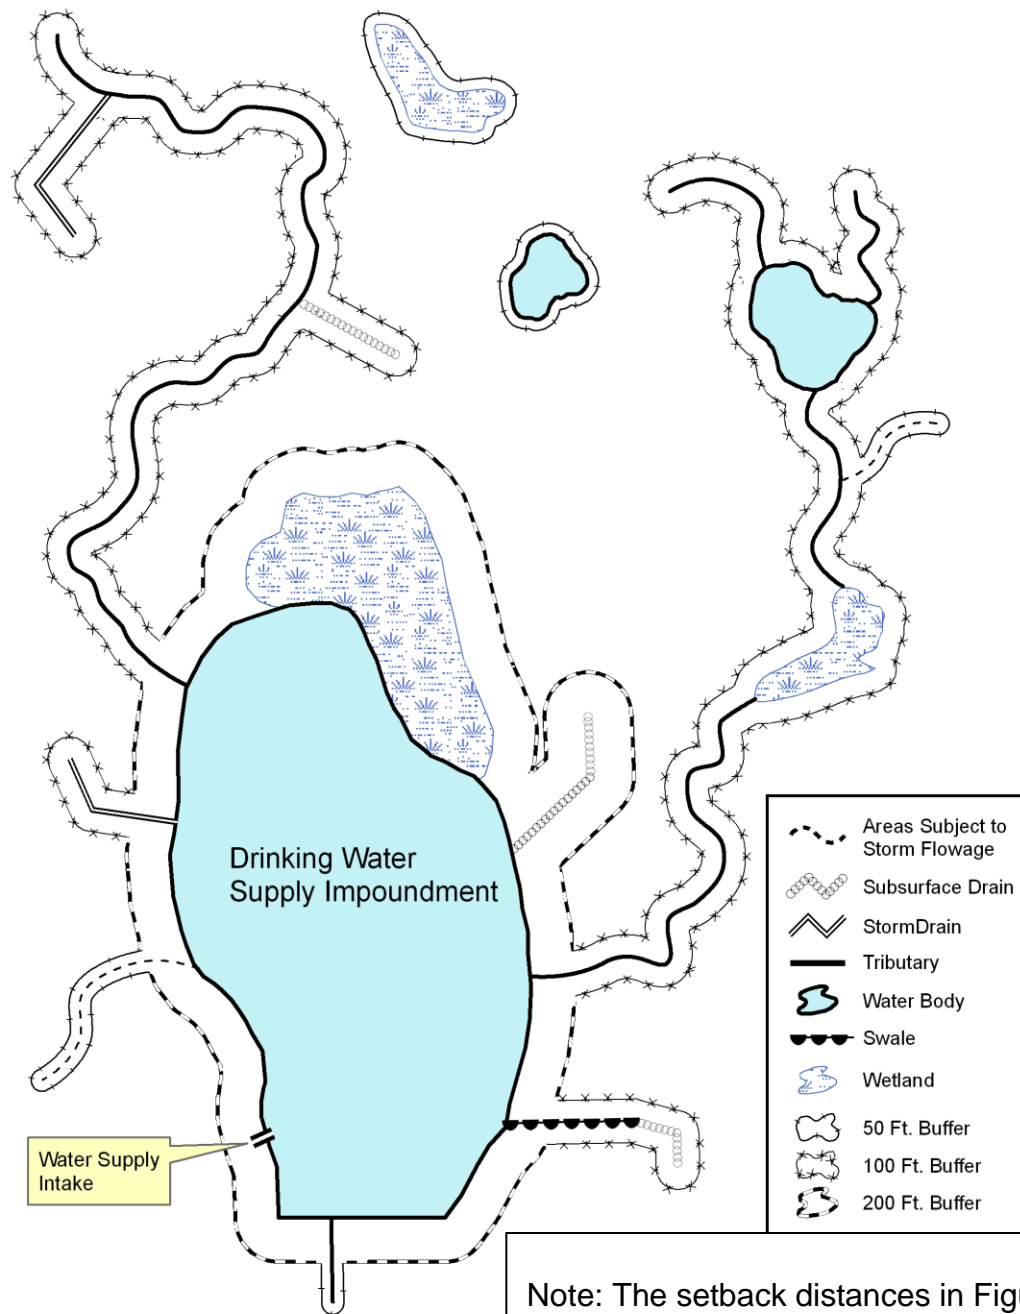 Drinking Water
Supply Impoundment
Water Supply
Intake
Areas Subject to
Storm Flowage
Subsurface Drain
StormDrain
Tributary
Water Body
Swale
Wetland
50 Ft. Buffer
100 Ft. Buffer
200 Ft. Buffer
Note: The setback distances in